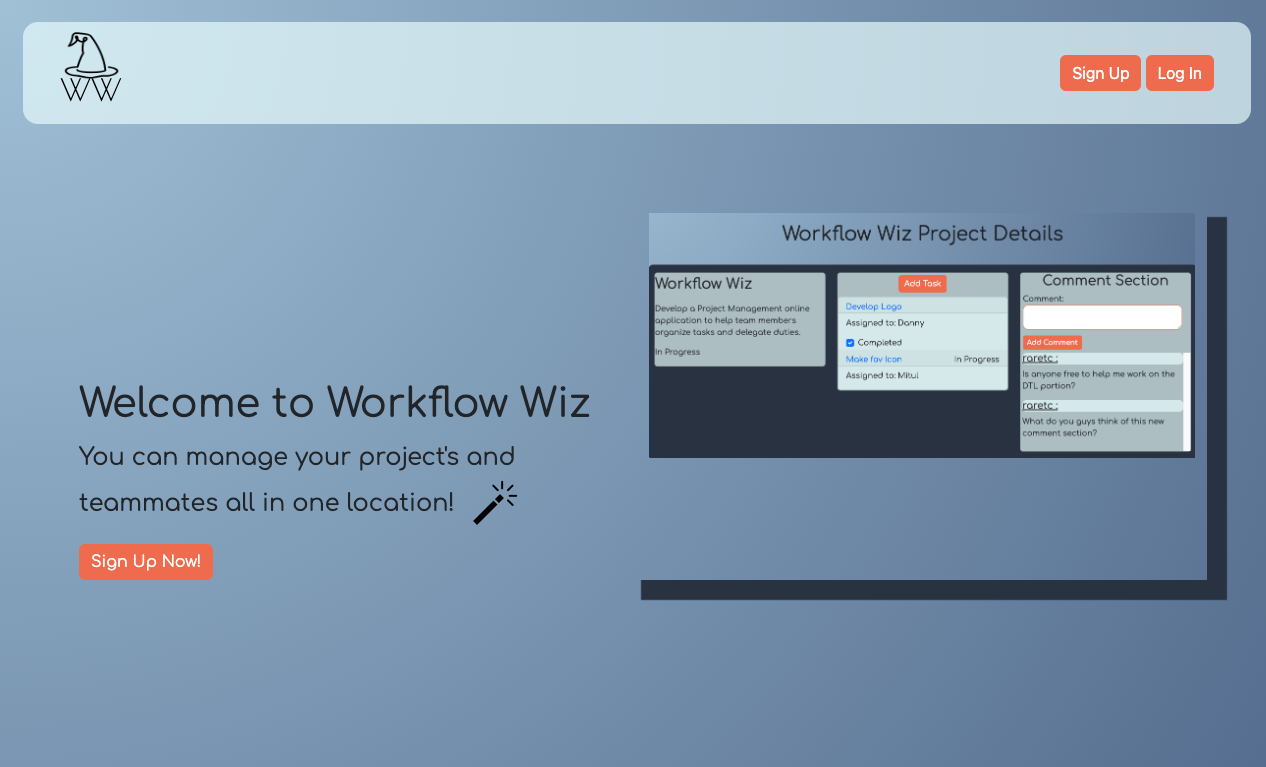 WW
Sign Up
Log In
Workflow Wiz Project Details
Workflow Wiz
Develop a Project Management online
application to help team members
organize tasks and delegate duties.
In Progress
Add Task
Develop Logo
Assigned to: Danny
Completed
Make fav Icon In Progress
Assigned to: Mitul
Comment Section
Comment:
Add Comment
raretc :
Is anyone free to help me work on the
DTL portion?
raretc :
What do you guys think of this new
comment section?
Welcome to Workflow Wiz
You can manage your project's and
teammates all in one location!
Sign Up Now!